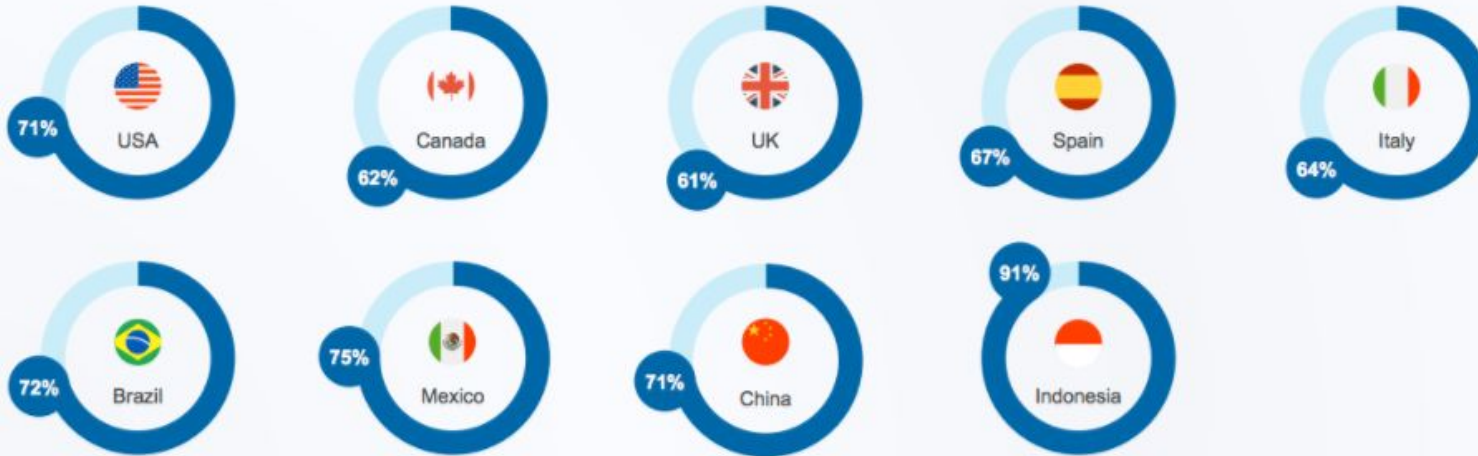 71%
USA
62%
Canada
61%
UK
67%
Spain
64%
Italy
72%
Brazil
75%
Mexico
71%
China
91%
Indonesia